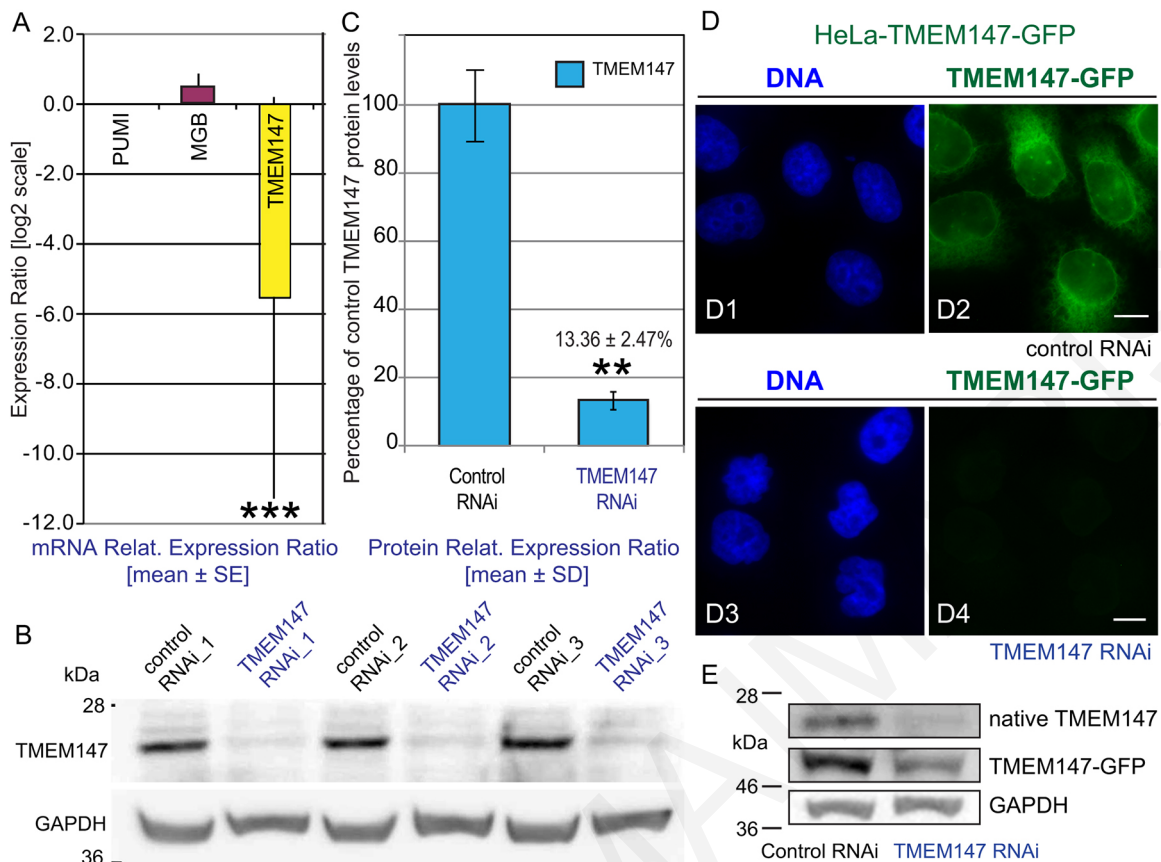 A
Expression Ratio [log2 scale]
0.0
-2.0
-4.0
-6.0
-8.0
-10.0
-12.0
PUMI
MGB
TMEM147
***
mRNA Relat. Expression Ratio
[mean ± SE]
C
Percentage of control TMEM147 protein levels
100
80
60
40
20
0
TMEM147
13.36 ± 2.47%
**
Control
RNAi
TMEM147
RNAi
Protein Relat. Expression Ratio
[mean ± SD]
D
HeLa-TMEM147-GFP
DNA
TMEM147-GFP
D1
D2
control RNAi
DNA
TMEM147-GFP
D3
D4
TMEM147 RNAi
B
kDa
control
RNAi_1
TMEM147
RNAi_1
control
RNAi_2
TMEM147
RNAi_2
control
RNAi_3
TMEM147
RNAi_3
28
TMEM147
GAPDH
36
E
28
kDa
46
36
native TMEM147
TMEM147-GFP
GAPDH
Control RNAi
TMEM147 RNAi